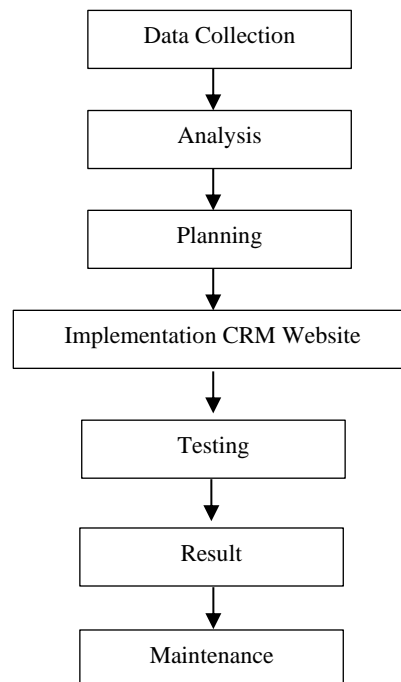 Data Collection
Analysis
Planning
Implementation CRM Website
Testing
Result
Maintenance